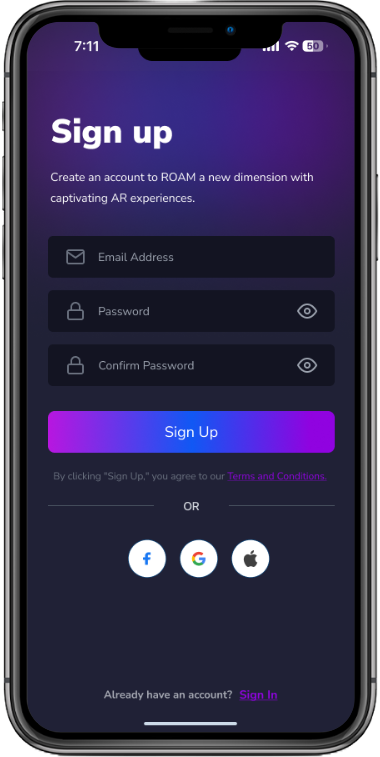 7:11
50
Sign up
Create an account to ROAM a new dimension with
captivating AR experiences.
Email Address
Password
Confirm Password
Sign Up
By clicking "Sign Up," you agree to our Terms and Conditions.
OR
Already have an account? Sign In